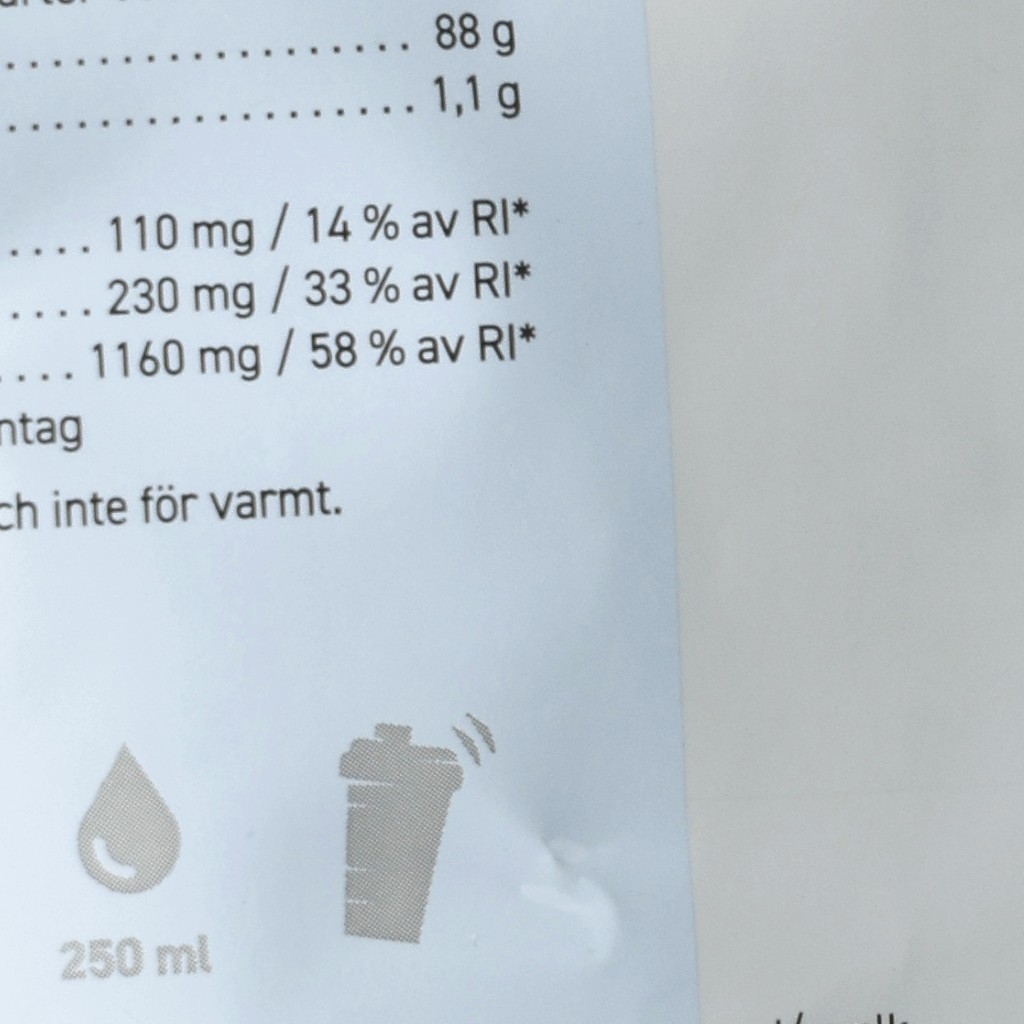 ................. 88 g
.................. 1,1 g
.... 110 mg / 14 % av RI*
.... 230 mg / 33 % av RI*
.... 1160 mg / 58 % av RI*
ntag
ch inte för varmt.
250 ml